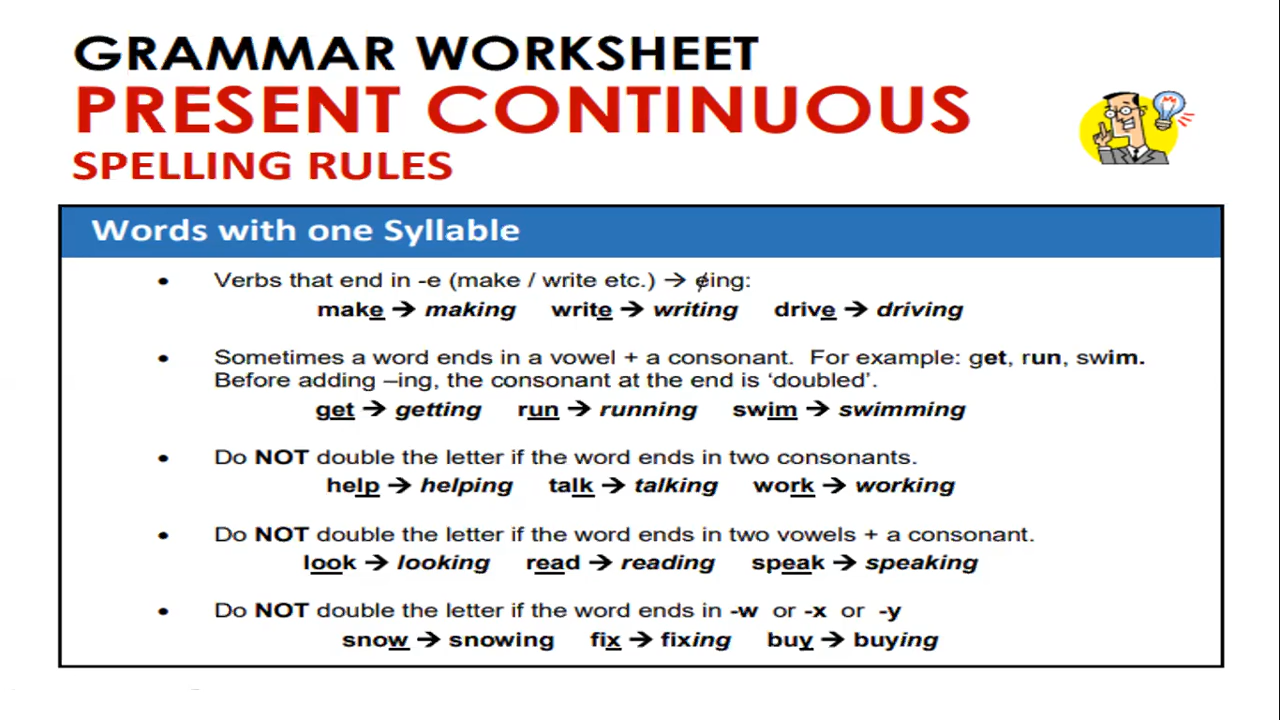 GRAMMAR WORKSHEET
PRESENT CONTINUOUS
SPELLING RULES
Words with one Syllable
• Verbs that end in -e (make / write etc.) → ɇing:
make → making write → writing drive → driving
• Sometimes a word ends in a vowel + a consonant. For example: get, run, swim.
Before adding –ing, the consonant at the end is ‘doubled’.
get → getting run → running swim → swimming
• Do NOT double the letter if the word ends in two consonants.
help → helping talk → talking work → working
• Do NOT double the letter if the word ends in two vowels + a consonant.
look → looking read → reading speak → speaking
• Do NOT double the letter if the word ends in -w or -x or -y
snow → snowing fix → fixing buy → buying